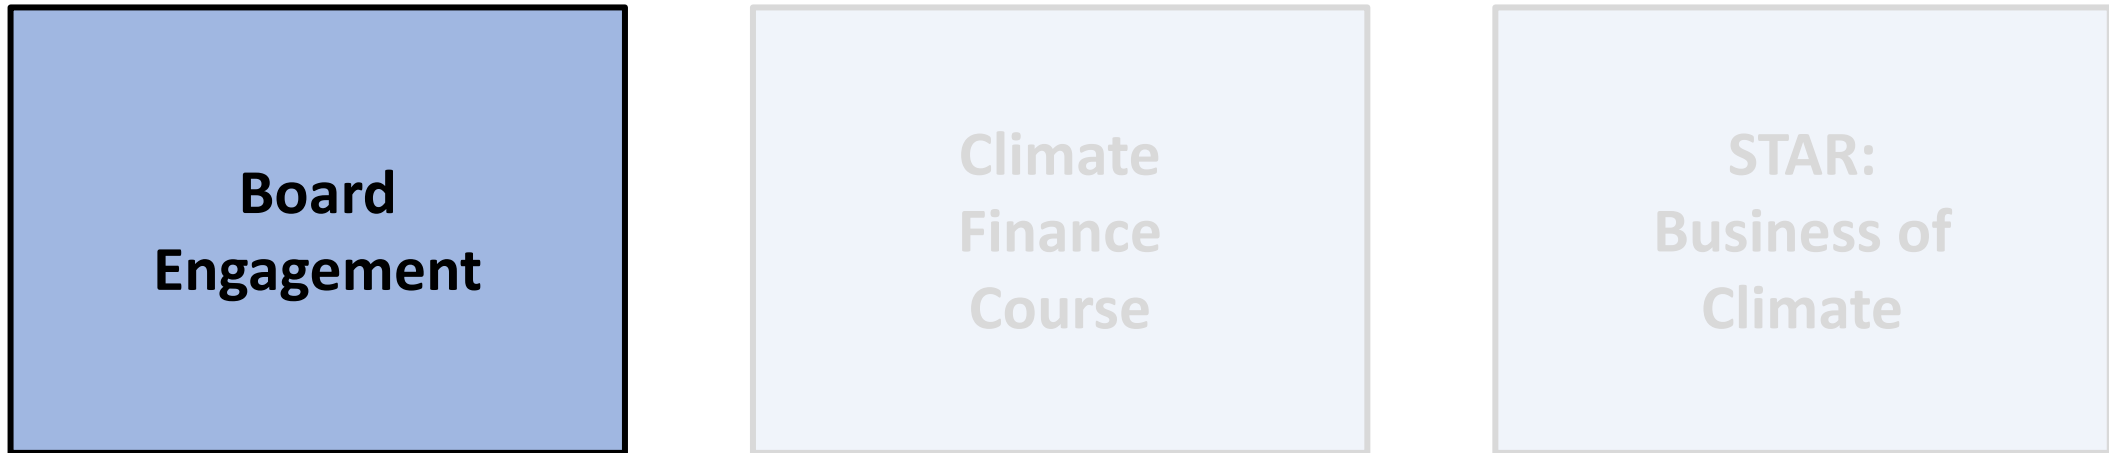 Board
Engagement
Climate
Finance
Course
STAR:
Business of
Climate